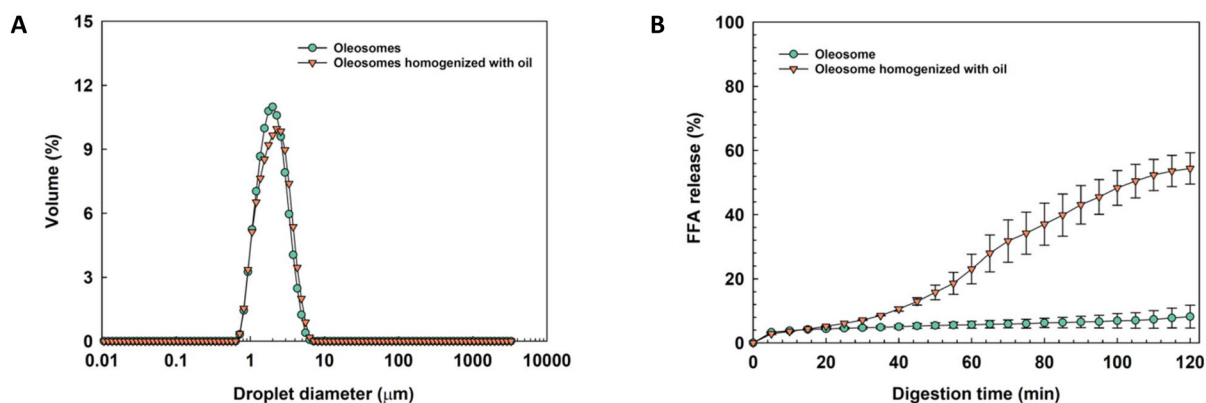 A
15
12
9
6
3
0
Volume (%)
Oleosomes
Oleosomes homogenized with oil
0.01 0.1 1 10 100 1000 10000
Droplet diameter (μm)
B
100
80
60
40
20
0
FFA release (%)
Oleosome
Oleosome homogenized with oil
0 20 40 60 80 100 120
Digestion time (min)